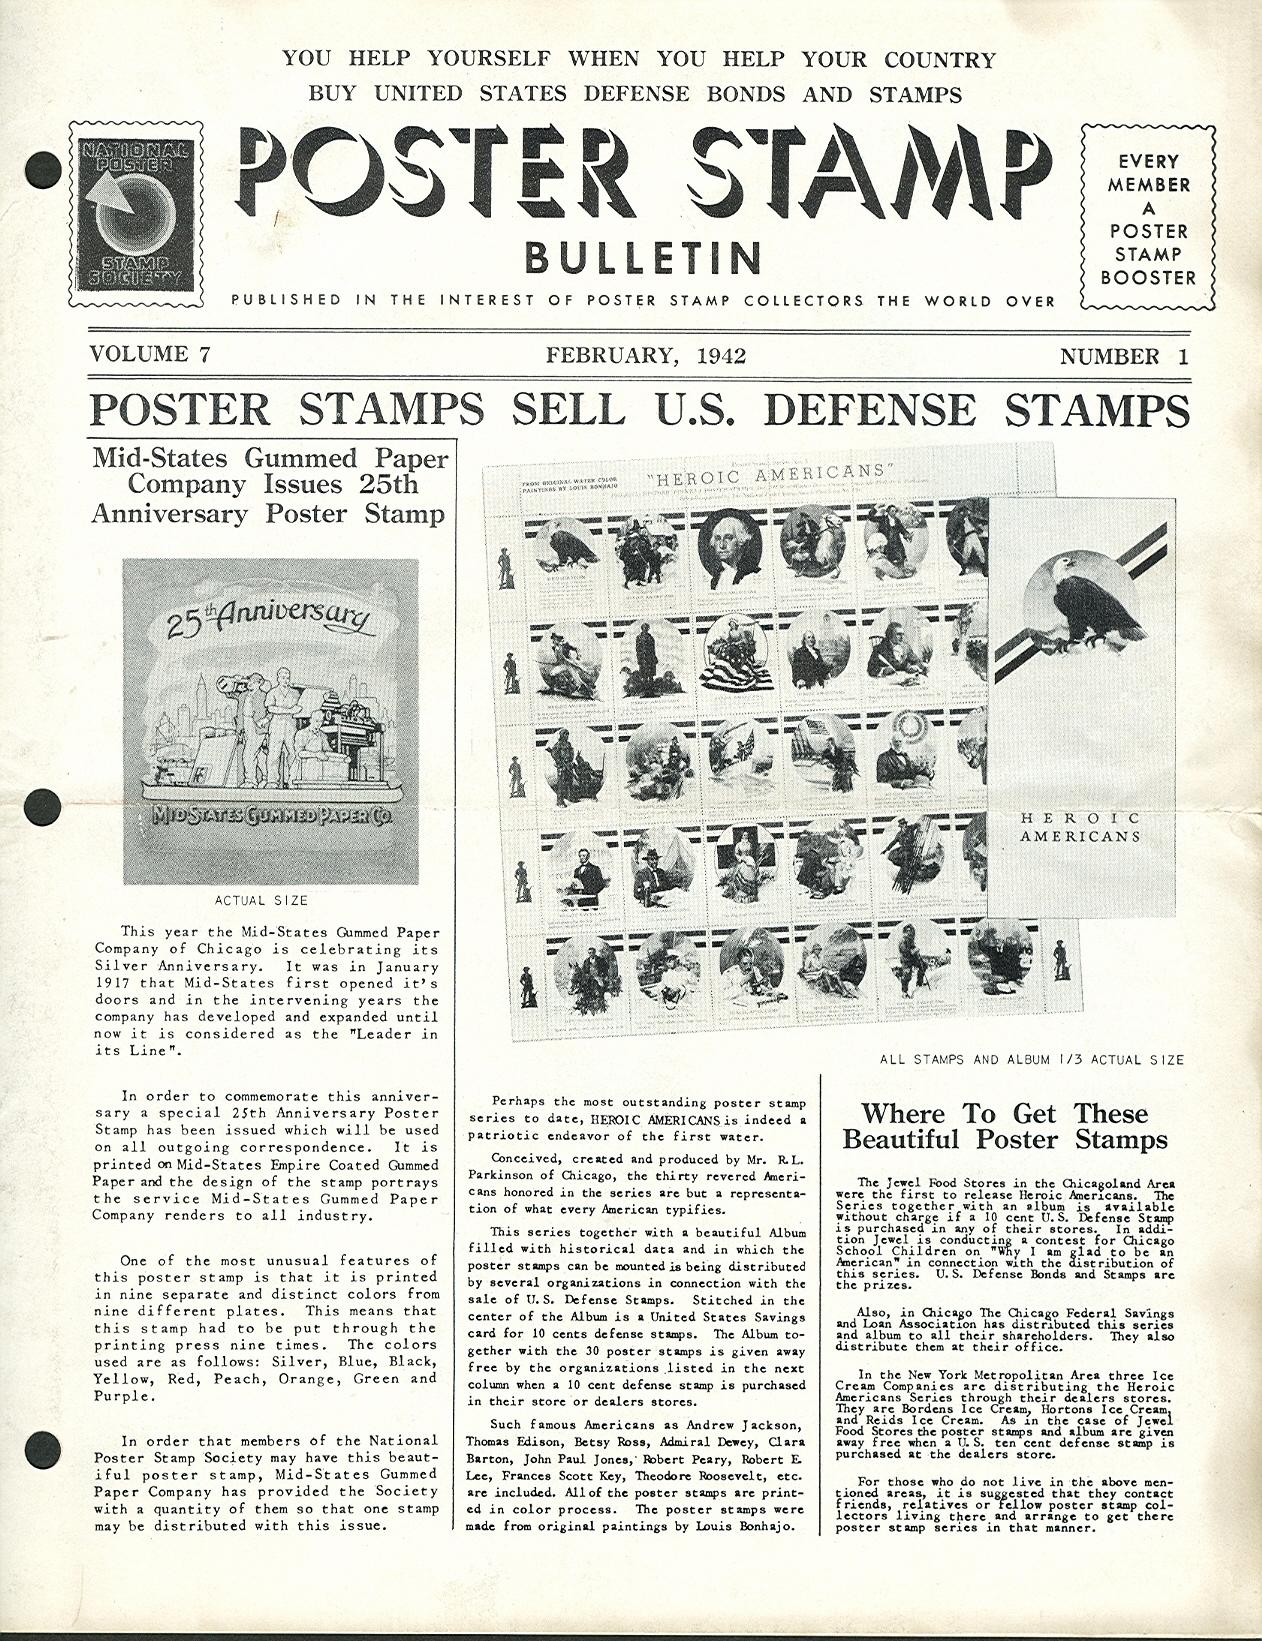 YOU HELP YOURSELF WHEN YOU HELP YOUR COUNTRY
BUY UNITED STATES DEFENSE BONDS AND STAMPS
NATIONAL
POSTER
STAMP
SOCIETY
POSTER STAMP
BULLETIN
PUBLISHED IN THE INTEREST OF POSTER STAMP COLLECTORS THE WORLD OVER
EVERY
MEMBER
A
POSTER
STAMP
BOOSTER
VOLUME 7 FEBRUARY, 1942 NUMBER 1
POSTER STAMPS SELL U.S. DEFENSE STAMPS
Mid-States Gummed Paper
Company Issues 25th
Anniversary Poster Stamp
25th Anniversary
MID STATES GUMMED PAPER CO.
ACTUAL SIZE
This year the Mid-States Gummed Paper
Company of Chicago is celebrating its
Silver Anniversary. It was in January
1917 that Mid-States first opened it's
doors and in the intervening years the
company has developed and expanded until
now it is considered as the "Leader in
its Line".
In order to commemorate this anniver-
sary a special 25th Anniversary Poster
Stamp has been issued which will be used
on all outgoing correspondence. It is
printed on Mid-States Empire Coated Gummed
Paper and the design of the stamp portrays
the service Mid-States Gummed Paper
Company renders to all industry.
One of the most unusual features of
this poster stamp is that it is printed
in nine separate and distinct colors from
nine different plates. This means that
this stamp had to be put through the
printing press nine times. The colors
used are as follows: Silver, Blue, Black,
Yellow, Red, Peach, Orange, Green and
Purple.
In order that members of the National
Poster Stamp Society may have this beaut-
iful poster stamp, Mid-States Gummed
Paper Company has provided the Society
with a quantity of them so that one stamp
may be distributed with this issue.
FROM ORIGINAL WATER COLOR
PAINTINGS BY LOUIS BONHAJO
"HEROIC AMERICANS"
HEROIC
AMERICANS
ALL STAMPS AND ALBUM 1/3 ACTUAL SIZE
Perhaps the most outstanding poster stamp
series to date, HEROIC AMERICANS is indeed a
patriotic endeavor of the first water.
Conceived, created and produced by Mr. R.L.
Parkinson of Chicago, the thirty revered Ameri-
cans honored in the series are but a representa-
tion of what every American typifies.
This series together with a beautiful Album
filled with historical data and in which the
poster stamps can be mounted is being distributed
by several organizations in connection with the
sale of U.S. Defense Stamps. Stitched in the
center of the Album is a United States Savings
card for 10 cents defense stamps. The Album to-
gether with the 30 poster stamps is given away
free by the organizations listed in the next
column when a 10 cent defense stamp is purchased
in their store or dealers stores.
Such famous Americans as Andrew Jackson,
Thomas Edison, Betsy Ross, Admiral Dewey, Clara
Barton, John Paul Jones, Robert Peary, Robert E.
Lee, Frances Scott Key, Theodore Roosevelt, etc.
are included. All of the poster stamps are print-
ed in color process. The poster stamps were
made from original paintings by Louis Bonhajo.
Where To Get These
Beautiful Poster Stamps
The Jewel Food Stores in the Chicagoland Area
were the first to release Heroic Americans. The
Series together with an album is available
without charge if a 10 cent U.S. Defense Stamp
is purchased in any of their stores. In addi-
tion Jewel is conducting a contest for Chicago
School Children on "Why I am glad to be an
American" in connection with the distribution of
this series. U.S. Defense Bonds and Stamps are
the prizes.
Also, in Chicago The Chicago Federal Savings
and Loan Association has distributed this series
and album to all their shareholders. They also
distribute them at their office.
In the New York Metropolitan Area three Ice
Cream Companies are distributing the Heroic
Americans Series through their dealers stores.
They are Bordens Ice Cream, Hortons Ice Cream,
and Reids Ice Cream. As in the case of Jewel
Food Stores the poster stamps and album are given
away free when a U.S. ten cent defense stamp is
purchased at the dealers store.
For those who do not live in the above men-
tioned areas, it is suggested that they contact
friends, relatives or fellow poster stamp col-
lectors living there and arrange to get there
poster stamp series in that manner.